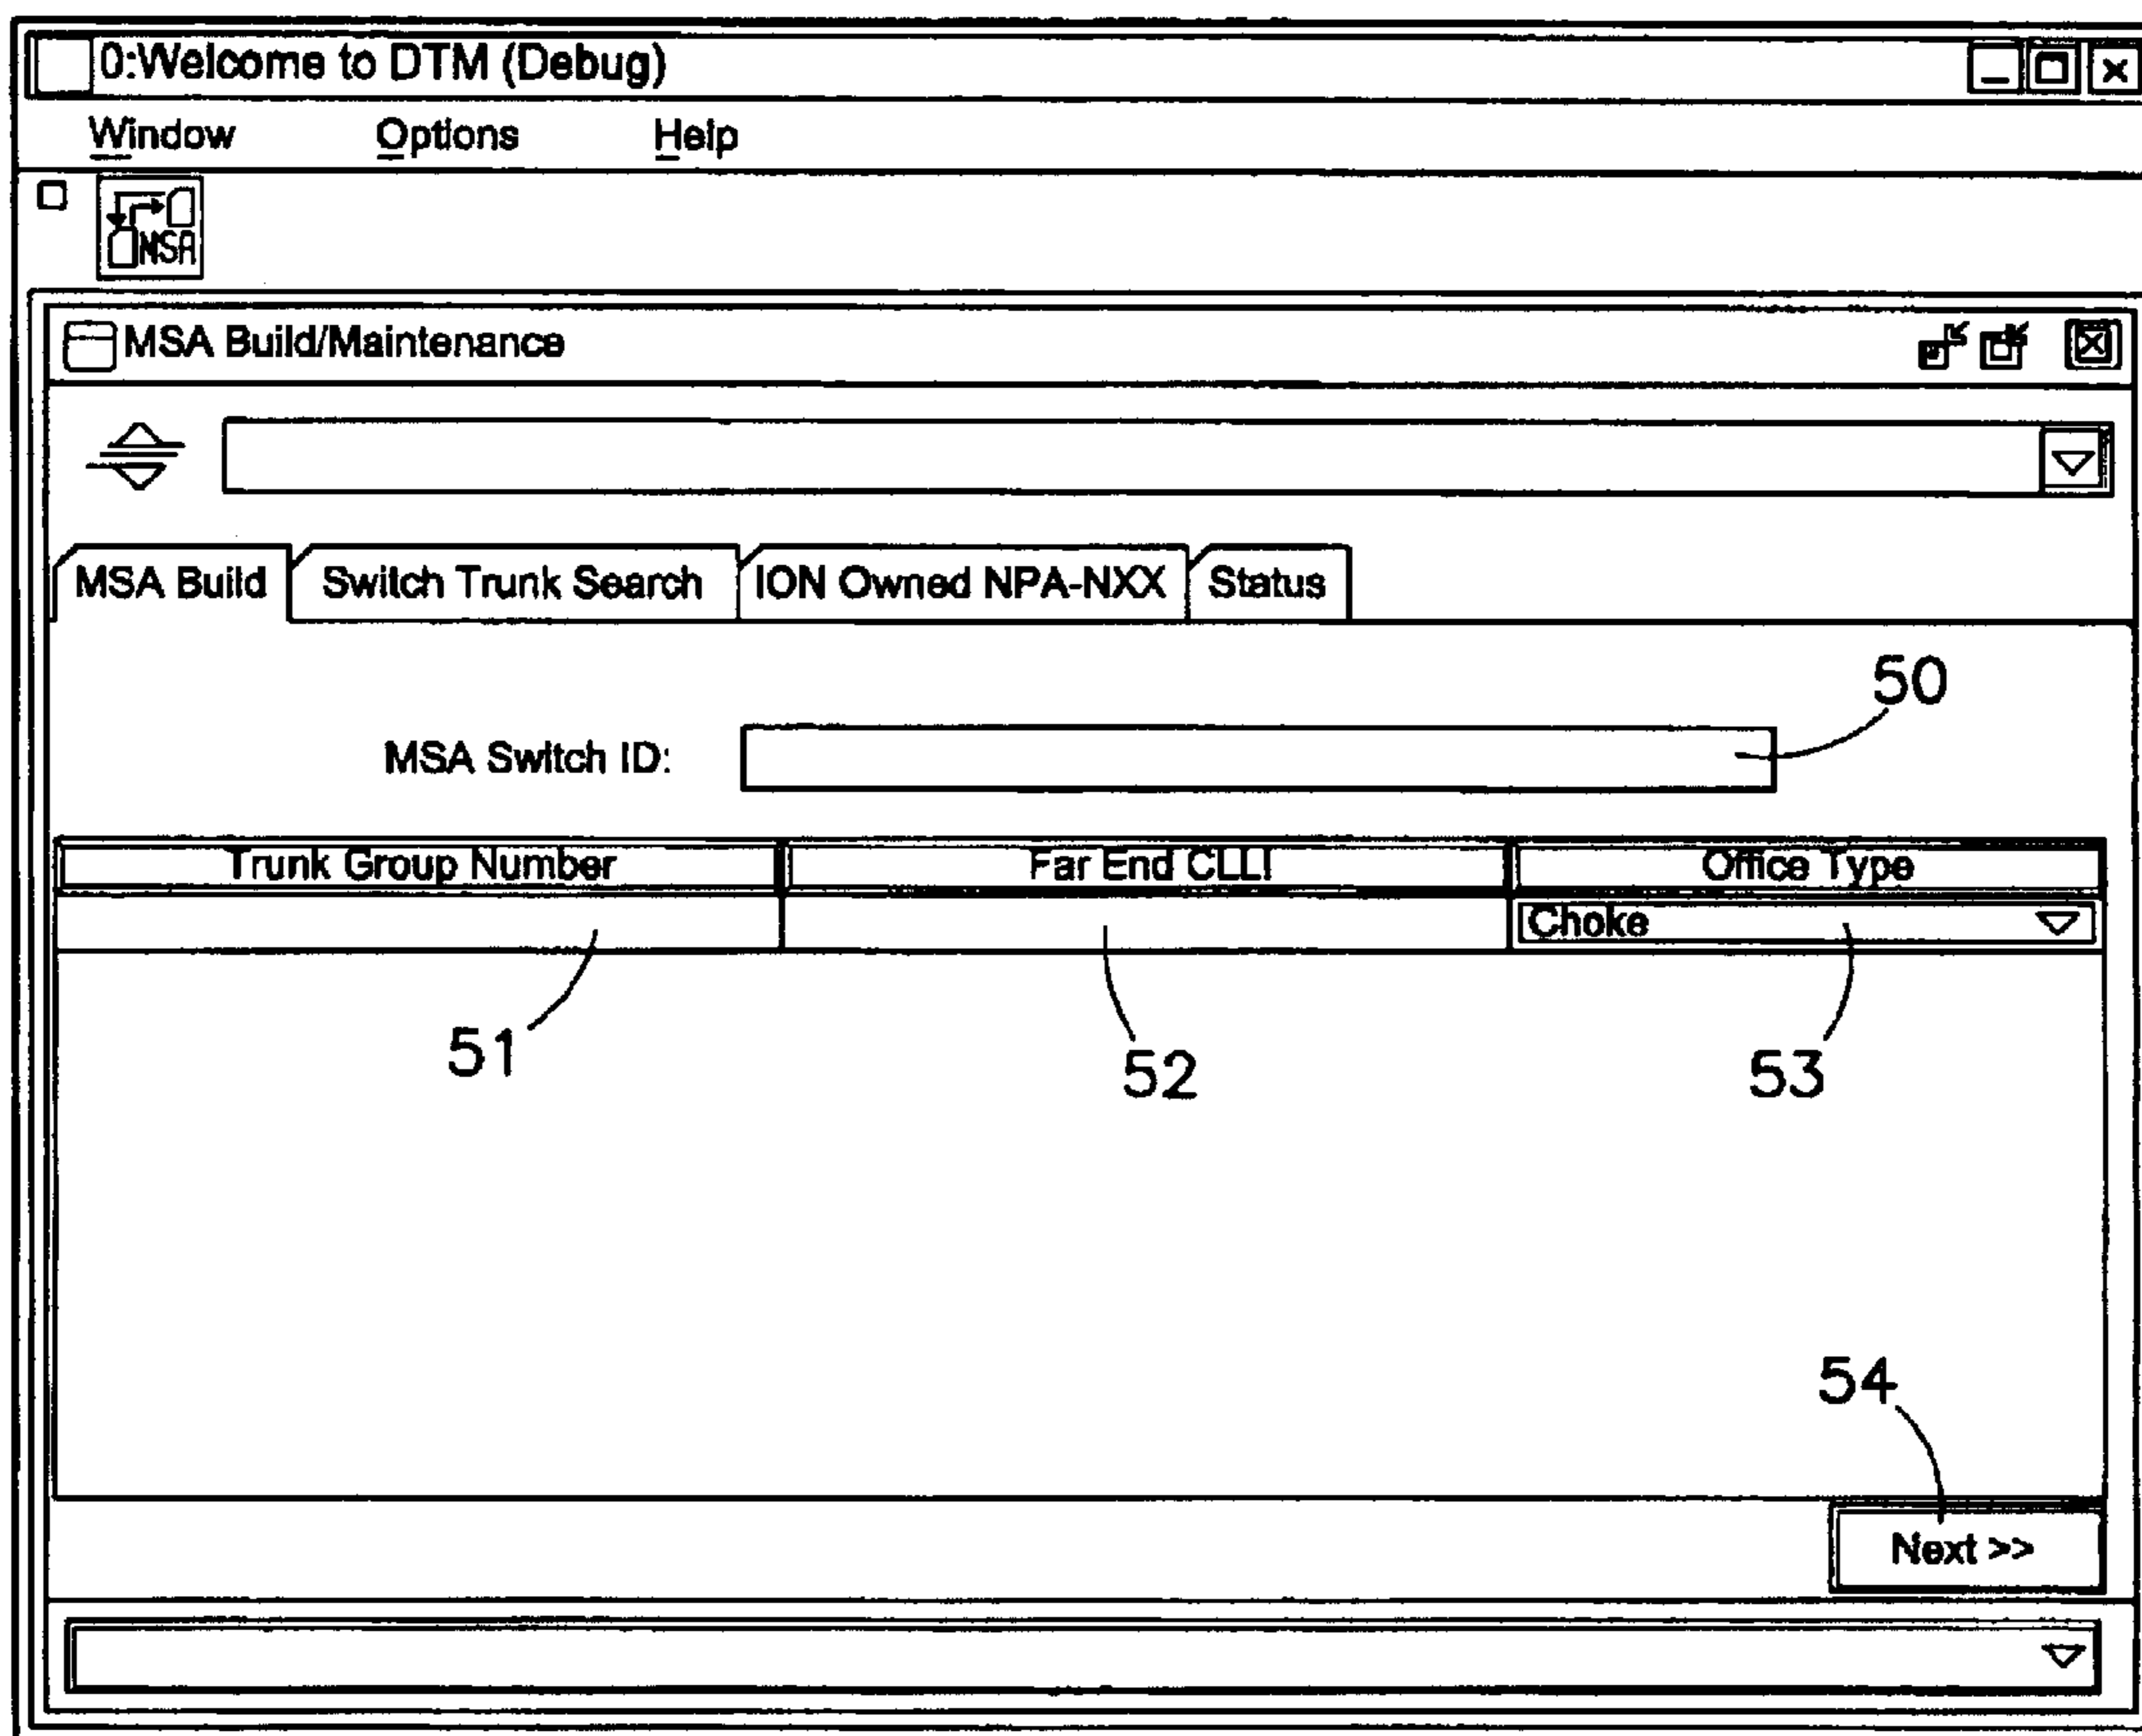 0:Welcome to DTM (Debug)
Window Options Help
MSA
MSA Build/Maintenance
MSA Build Switch Trunk Search ION Owned NPA-NXX Status
50
MSA Switch ID:
Trunk Group Number Far End CLLI Office Type
Choke
51 52 53
54
Next >>